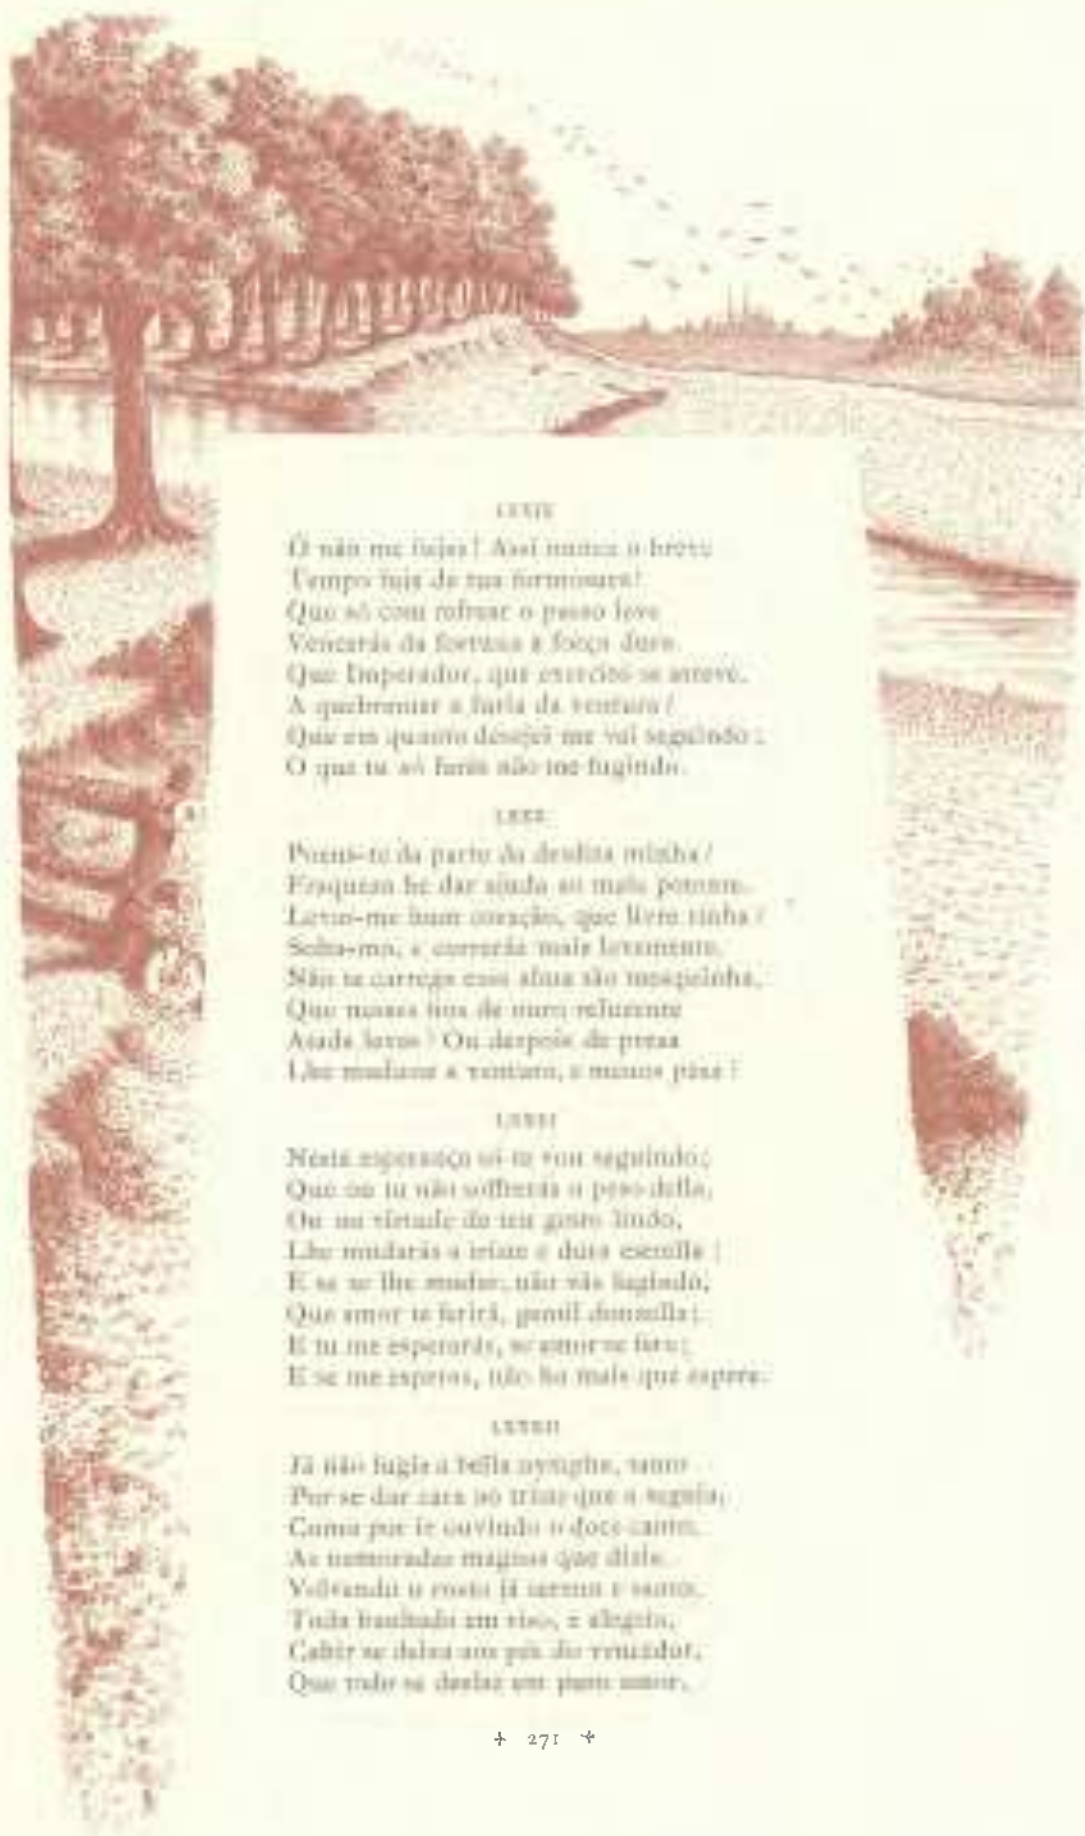 LXXIX
Ó não me fujas! Assi nunca o breve
Tempo fuja de tua formosura!
Que só com refrear o passo leve
Vencerás da fortuna a força dura.
Que Imperador, que exercito se atreve,
A quebrantar a furia da ventura?
Que em quanto desejei me vai seguindo;
O que tu só farás não me fugindo.
LXXX
Poens-te da parte da desdita minha?
Fraqueza he dar ajuda ao mais potente.
Levas-me hum coração, que livre tinha?
Solta-mo, e correrás mais levemente.
Não te carrega essa alma tão mesquinha,
Que nesses fios de ouro reluzente
Atada levas? Ou despois de presa
Lhe mudaste a ventura, e menos pesa?
LXXXI
Nesta esperança só te vou seguindo;
Que ou tu não soffrerás o peso della,
Ou na virtude de teu gesto lindo,
Lhe mudarás a triste e dura estrella:
E se se lhe mudar, não vás fugindo,
Que amor te ferirá, gentil donzella;
E tu me esperarás, se amor te fere;
E se me esperas, não ha mais que espere.
LXXXII
Já não fugia a bella nympha, tanto
Por se dar cara ao triste que a seguia,
Como por ir ouvindo o doce canto,
As namoradas magoas que dizia.
Volvendo o rosto já sereno e santo,
Toda banhada em riso, e alegria,
Cahir se deixa aos pés do vencedor,
Que todo se desfaz em puro amor.
271